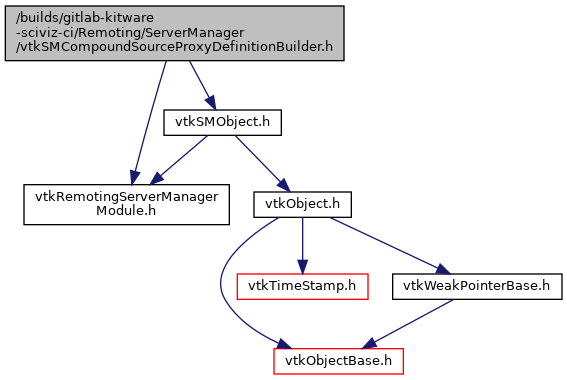 /builds/gitlab-kitware
-sciviz-ci/Remoting/ServerManager
/vtkSMCompoundSourceProxyDefinitionBuilder.h
vtkSMObject.h
vtkRemotingServerManager
Module.h
vtkObject.h
vtkTimeStamp.h
vtkWeakPointerBase.h
vtkObjectBase.h